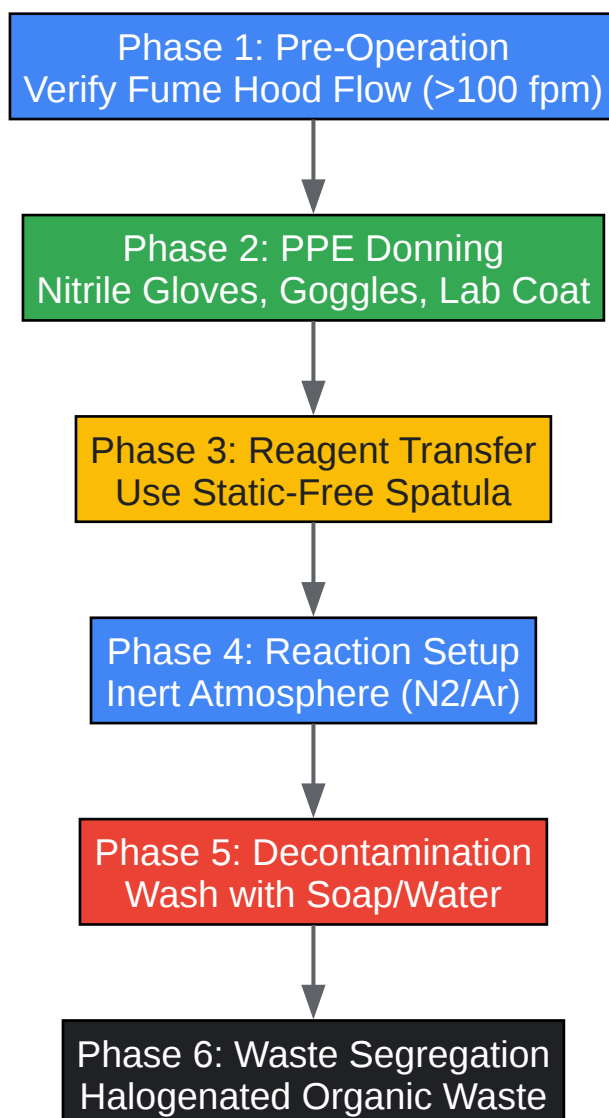 Phase 1: Pre-Operation
Verify Fume Hood Flow (>100 fpm)
Phase 2: PPE Donning
Nitrile Gloves, Goggles, Lab Coat
Phase 3: Reagent Transfer
Use Static-Free Spatula
Phase 4: Reaction Setup
Inert Atmosphere (N2/Ar)
Phase 5: Decontamination
Wash with Soap/Water
Phase 6: Waste Segregation
Halogenated Organic Waste